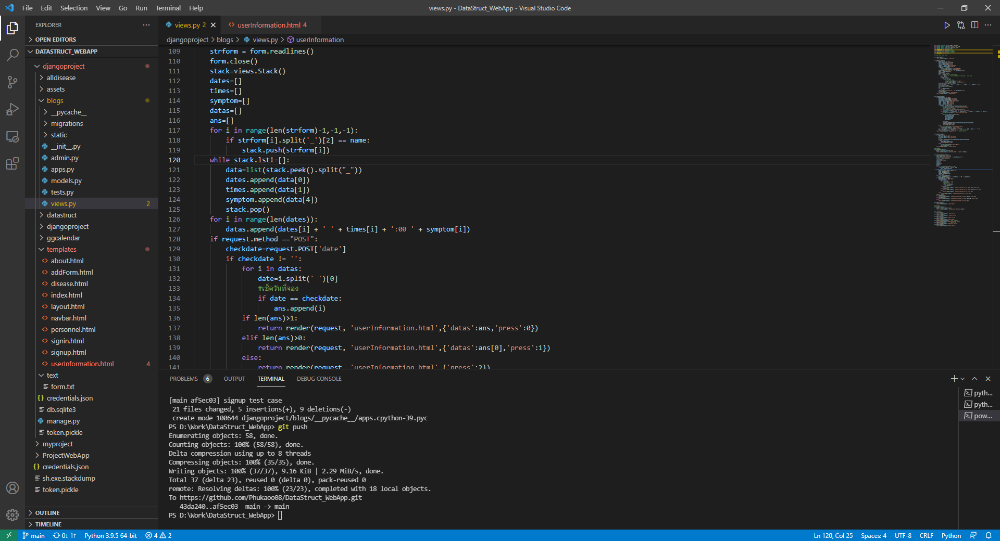 File Edit Selection View Go Run Terminal Help
views.py - DataStruct_WebApp - Visual Studio Code
EXPLORER
OPEN EDITORS
DATASTRUCT_WEBAPP
djangoproject
alldisease
assets
blogs
__pycache__
migrations
static
__init__.py
admin.py
apps.py
models.py
tests.py
views.py 2
datastruct
djangoproject
ggcalendar
templates
about.html
addForm.html
disease.html
index.html
layout.html
navbar.html
personnel.html
signin.html
signup.html
userInformation.html 4
text
form.txt
credentials.json
db.sqlite3
manage.py
token.pickle
myproject
ProjectWebApp
credentials.json
sh.exe.stackdump
token.pickle
OUTLINE
TIMELINE
views.py 2
userInformation.html 4
djangoproject > blogs > views.py > userInformation
109 strform = form.readlines()
110 form.close()
111 stack=views.Stack()
112 dates=[]
113 times=[]
114 symptom=[]
115 datas=[]
116 ans=[]
117 for i in range(len(strform)-1,-1,-1):
118 if strform[i].split('_')[2] == name:
119 stack.push(strform[i])
120 while stack.lst!=[]:
121 data=list(stack.peek().split("_"))
122 dates.append(data[0])
123 times.append(data[1])
124 symptom.append(data[4])
125 stack.pop()
126 for i in range(len(dates)):
127 datas.append(dates[i] + ' ' + times[i] + ':00 ' + symptom[i])
128 if request.method =="POST":
129 checkdate=request.POST['date']
130 if checkdate != '':
131 for i in datas:
132 date=i.split(' ')[0]
133 #เช็ควันที่จอง
134 if date == checkdate:
135 ans.append(i)
136 if len(ans)>1:
137 return render(request, 'userInformation.html',{'datas':ans,'press':0})
138 elif len(ans)>0:
139 return render(request, 'userInformation.html',{'datas':ans[0],'press':1})
140 else:
141 return render(request, 'userInformation.html',{'press':2})
PROBLEMS 6 OUTPUT TERMINAL DEBUG CONSOLE
[main af5ec03] signup test case
21 files changed, 5 insertions(+), 9 deletions(-)
create mode 100644 djangoproject/blogs/__pycache__/apps.cpython-39.pyc
PS D:\Work\DataStruct_WebApp> git push
Enumerating objects: 58, done.
Counting objects: 100% (58/58), done.
Delta compression using up to 8 threads
Compressing objects: 100% (35/35), done.
Writing objects: 100% (37/37), 9.16 KiB | 2.29 MiB/s, done.
Total 37 (delta 23), reused 0 (delta 0), pack-reused 0
remote: Resolving deltas: 100% (23/23), completed with 18 local objects.
To https://github.com/Phukaoo08/DataStruct_WebApp.git
43da240..af5ec03 main -> main
PS D:\Work\DataStruct_WebApp>
pyth...
pyth...
pow...
main 0↓ 1↑ Python 3.9.5 64-bit 4 2
Ln 120, Col 25 Spaces: 4 UTF-8 CRLF Python